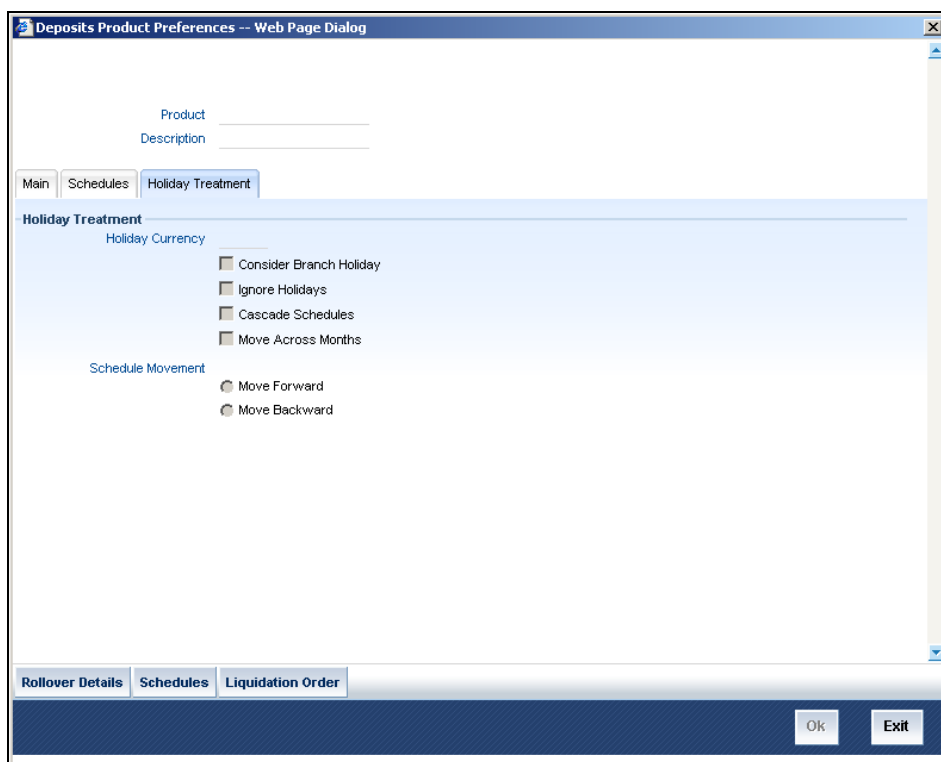 Deposits Product Preferences -- Web Page Dialog
Product
Description
Main Schedules Holiday Treatment
Holiday Treatment
Holiday Currency
Consider Branch Holiday
Ignore Holidays
Cascade Schedules
Move Across Months
Schedule Movement
Move Forward
Move Backward
Rollover Details Schedules Liquidation Order
Ok Exit